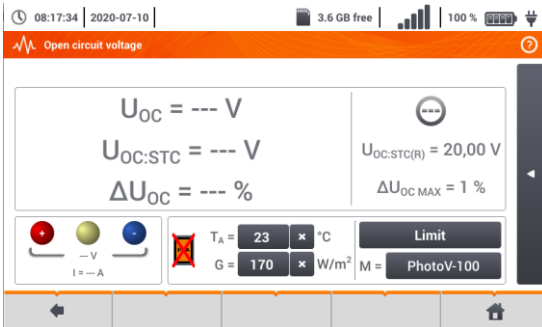 08:17:34 2020-07-10 3.6 GB free 100 %
Open circuit voltage ?
UOC = --- V
UOC:STC = --- V
ΔUOC = --- %
---
UOC:STC(R) = 20,00 V
ΔUOC MAX = 1 %
+ -
--- V
I = --- A
TA = 23 × °C
G = 170 × W/m²
Limit
M = PhotoV-100